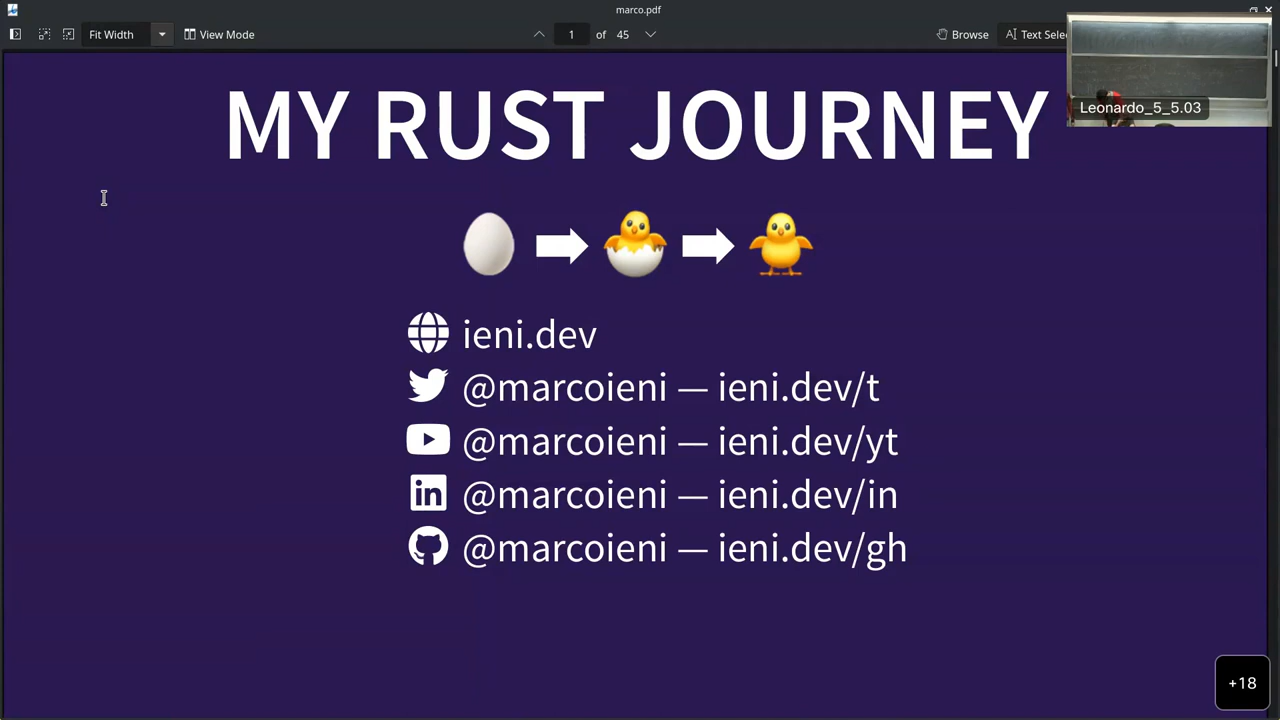 marco.pdf
Fit Width
View Mode
1 of 45
Browse
Text Selec
Leonardo_5_5.03
MY RUST JOURNEY
ieni.dev
@marcoieni — ieni.dev/t
@marcoieni — ieni.dev/yt
@marcoieni — ieni.dev/in
@marcoieni — ieni.dev/gh
+18